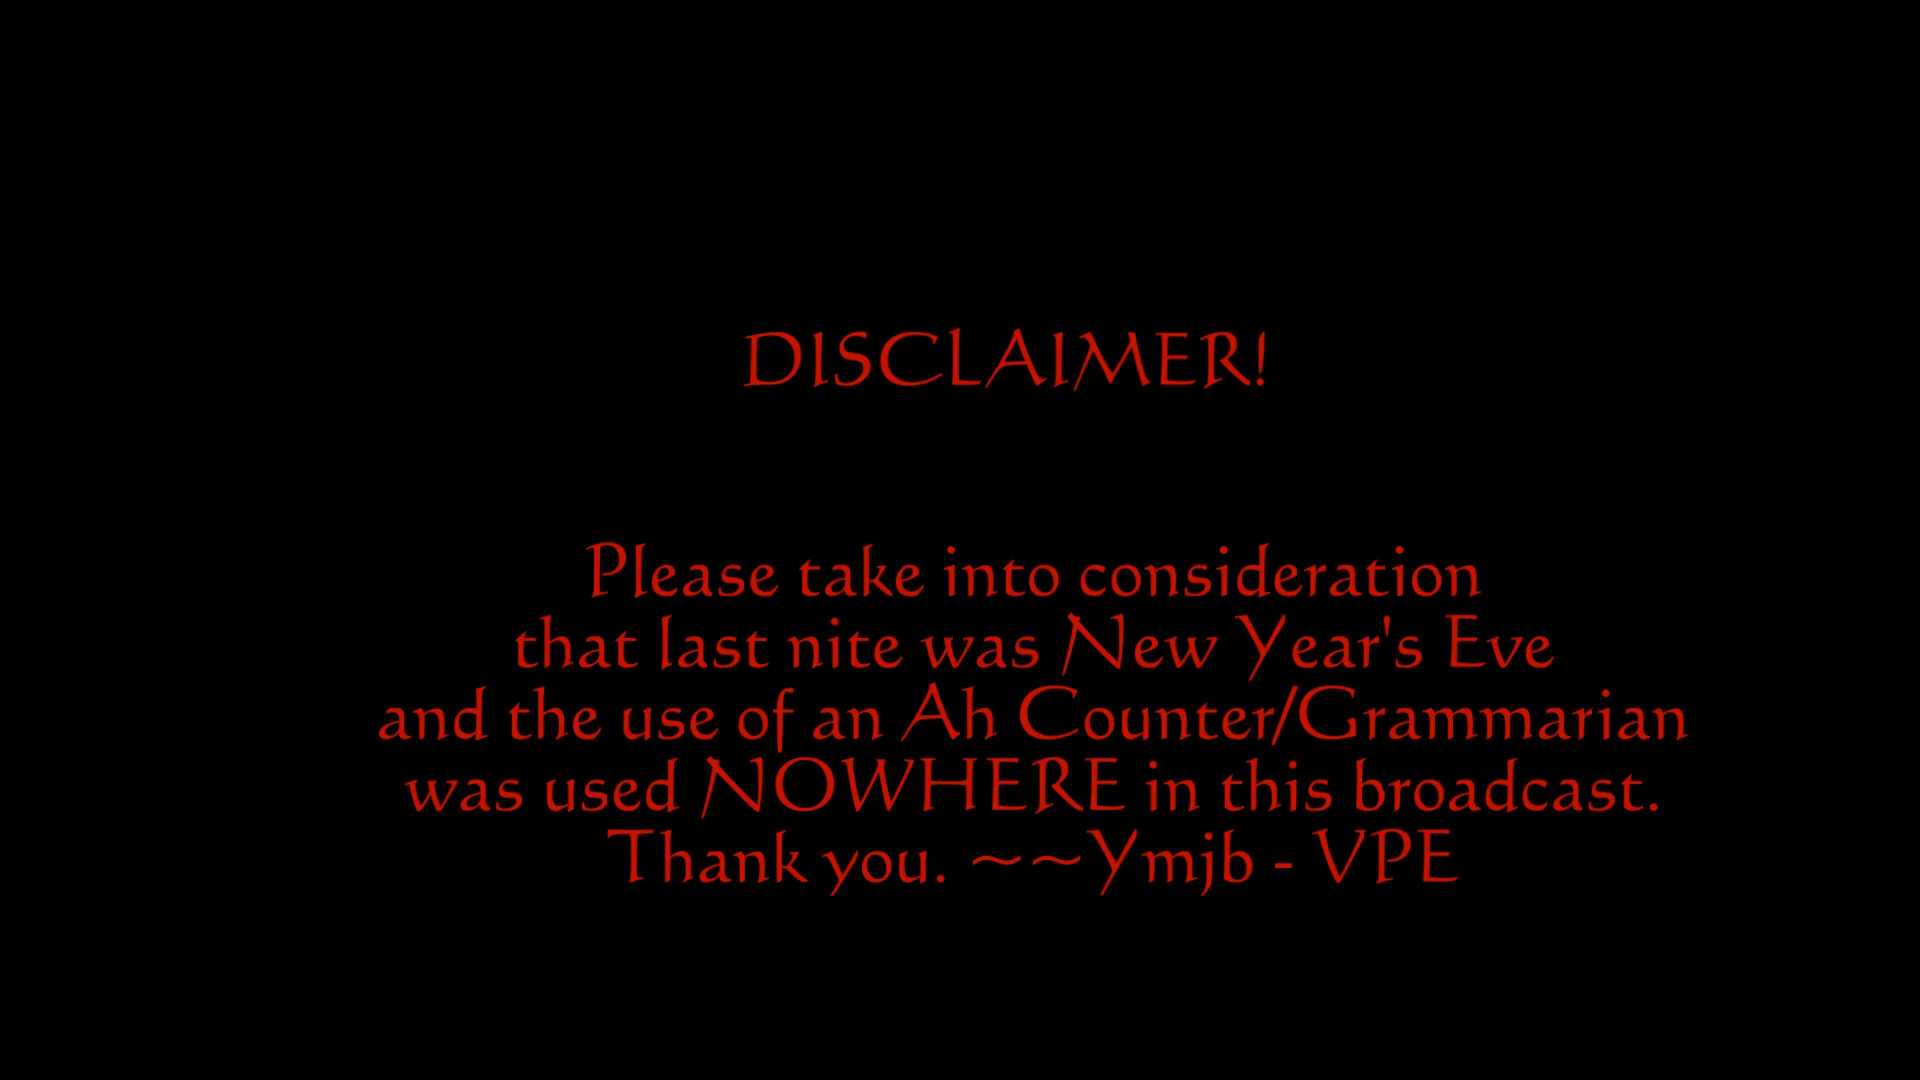 DISCLAIMER!
Please take into consideration
that last nite was New Year's Eve
and the use of an Ah Counter/Grammarian
was used NOWHERE in this broadcast.
Thank you. ~~Ymjb - VPE